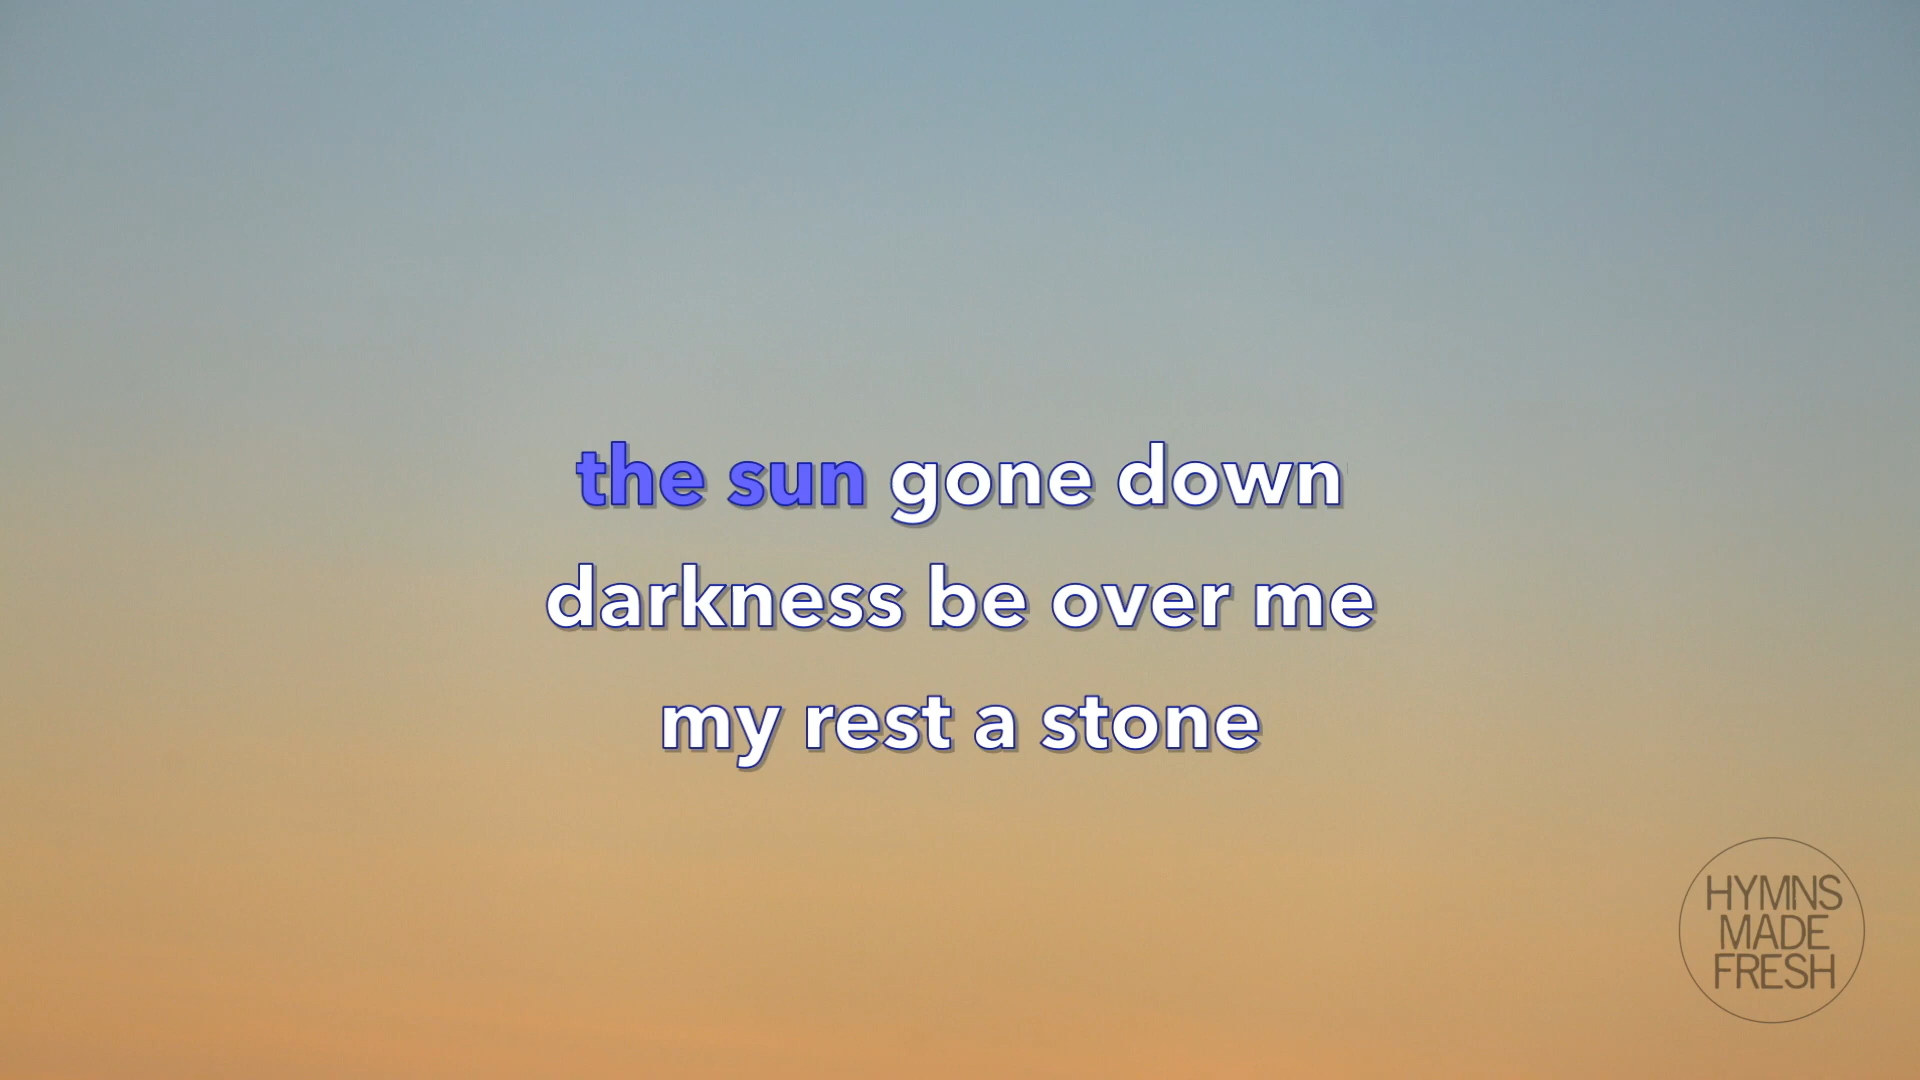 the sun gone down
darkness be over me
my rest a stone
HYMNS
MADE
FRESH